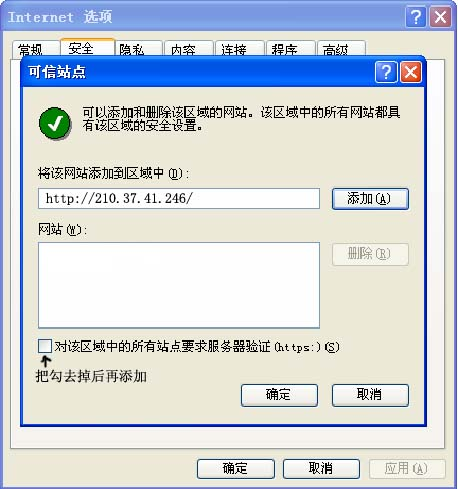 Internet 选项
常规 安全 隐私 内容 连接 程序 高级
可信站点
可以添加和删除该区域的网站。该区域中的所有网站都具
有该区域的安全设置。
将该网站添加到区域中(D):
http://210.37.41.246/ 添加(A)
网站(W):
删除(R)
对该区域中的所有站点要求服务器验证(https:)(S)
把勾去掉后再添加
确定 取消
确定 取消 应用(A)